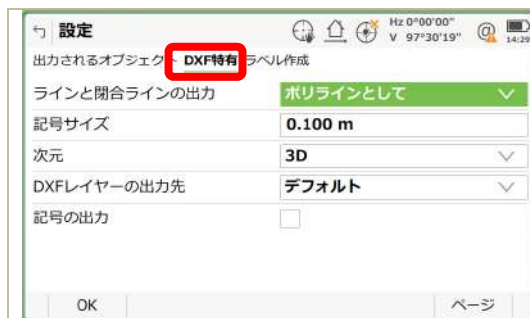 設定
Hz 0°00'00"
V 97°30'19"
14:29
出力されるオブジェクト DXF特有 ラベル作成
ラインと閉合ラインの出力 ポリラインとして
記号サイズ 0.100 m
次元 3D
DXFレイヤーの出力先 デフォルト
記号の出力
OK ページ